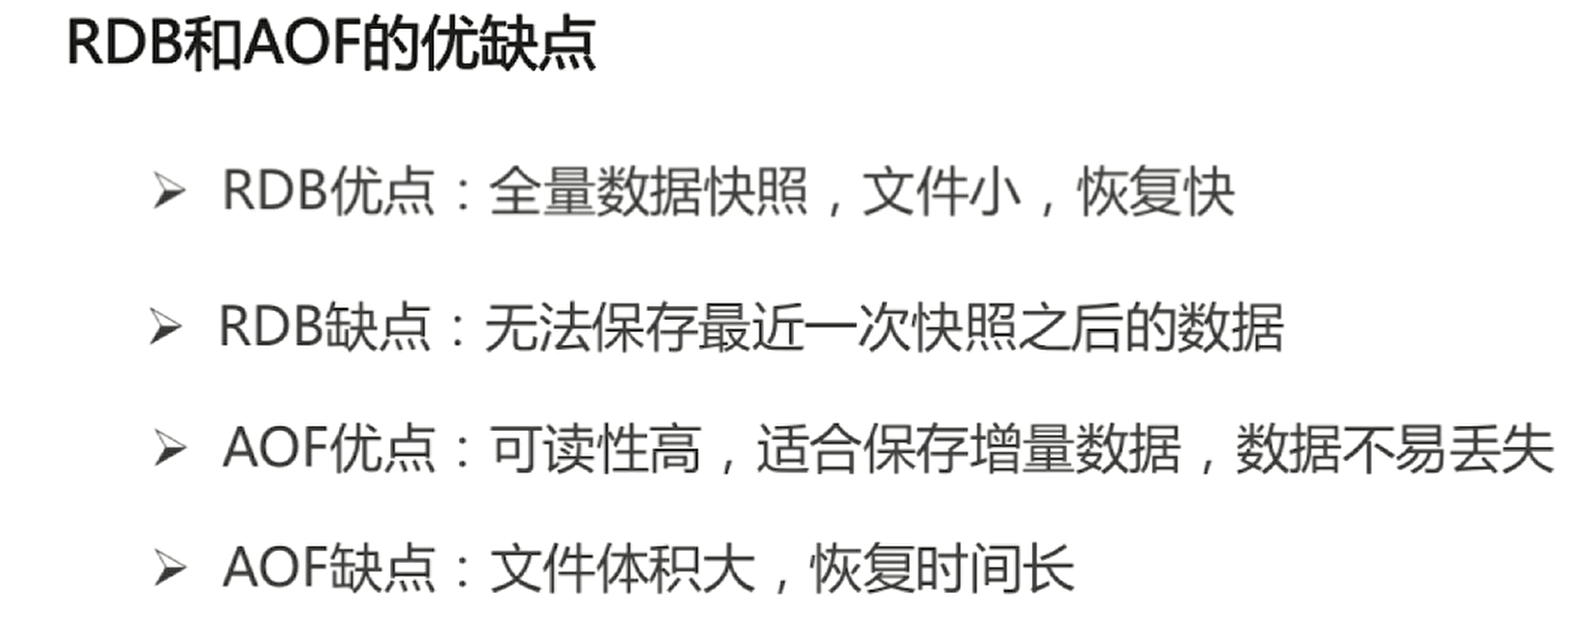 RDB和AOF的优缺点
➢ RDB优点：全量数据快照，文件小，恢复快
➢ RDB缺点：无法保存最近一次快照之后的数据
➢ AOF优点：可读性高，适合保存增量数据，数据不易丢失
➢ AOF缺点：文件体积大，恢复时间长